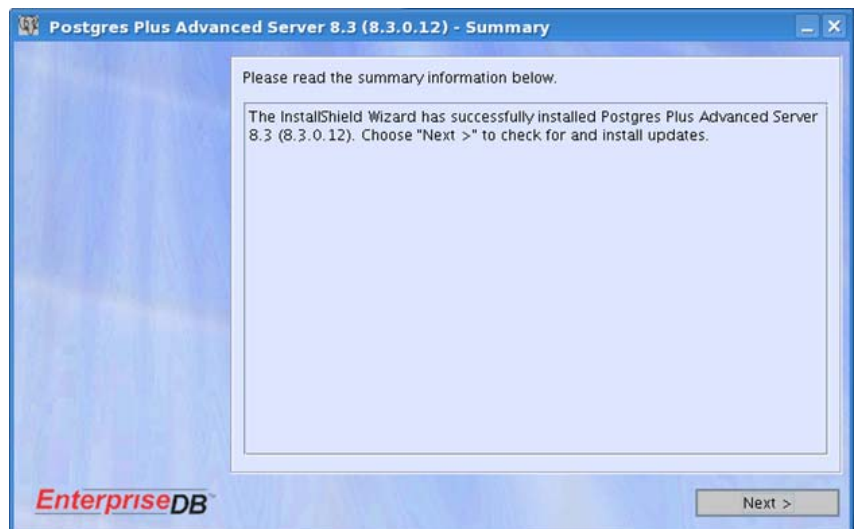 Postgres Plus Advanced Server 8.3 (8.3.0.12) - Summary
Please read the summary information below.
The InstallShield Wizard has successfully installed Postgres Plus Advanced Server
8.3 (8.3.0.12). Choose "Next >" to check for and install updates.
EnterpriseDB
Next >